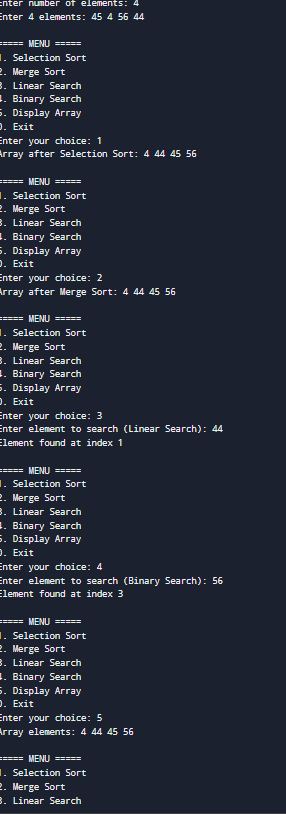 Enter number of elements: 4
Enter 4 elements: 45 4 56 44
===== MENU =====
1. Selection Sort
2. Merge Sort
3. Linear Search
4. Binary Search
5. Display Array
0. Exit
Enter your choice: 1
Array after Selection Sort: 4 44 45 56
===== MENU =====
1. Selection Sort
2. Merge Sort
3. Linear Search
4. Binary Search
5. Display Array
0. Exit
Enter your choice: 2
Array after Merge Sort: 4 44 45 56
===== MENU =====
1. Selection Sort
2. Merge Sort
3. Linear Search
4. Binary Search
5. Display Array
0. Exit
Enter your choice: 3
Enter element to search (Linear Search): 44
Element found at index 1
===== MENU =====
1. Selection Sort
2. Merge Sort
3. Linear Search
4. Binary Search
5. Display Array
0. Exit
Enter your choice: 4
Enter element to search (Binary Search): 56
Element found at index 3
===== MENU =====
1. Selection Sort
2. Merge Sort
3. Linear Search
4. Binary Search
5. Display Array
0. Exit
Enter your choice: 5
Array elements: 4 44 45 56
===== MENU =====
1. Selection Sort
2. Merge Sort
3. Linear Search